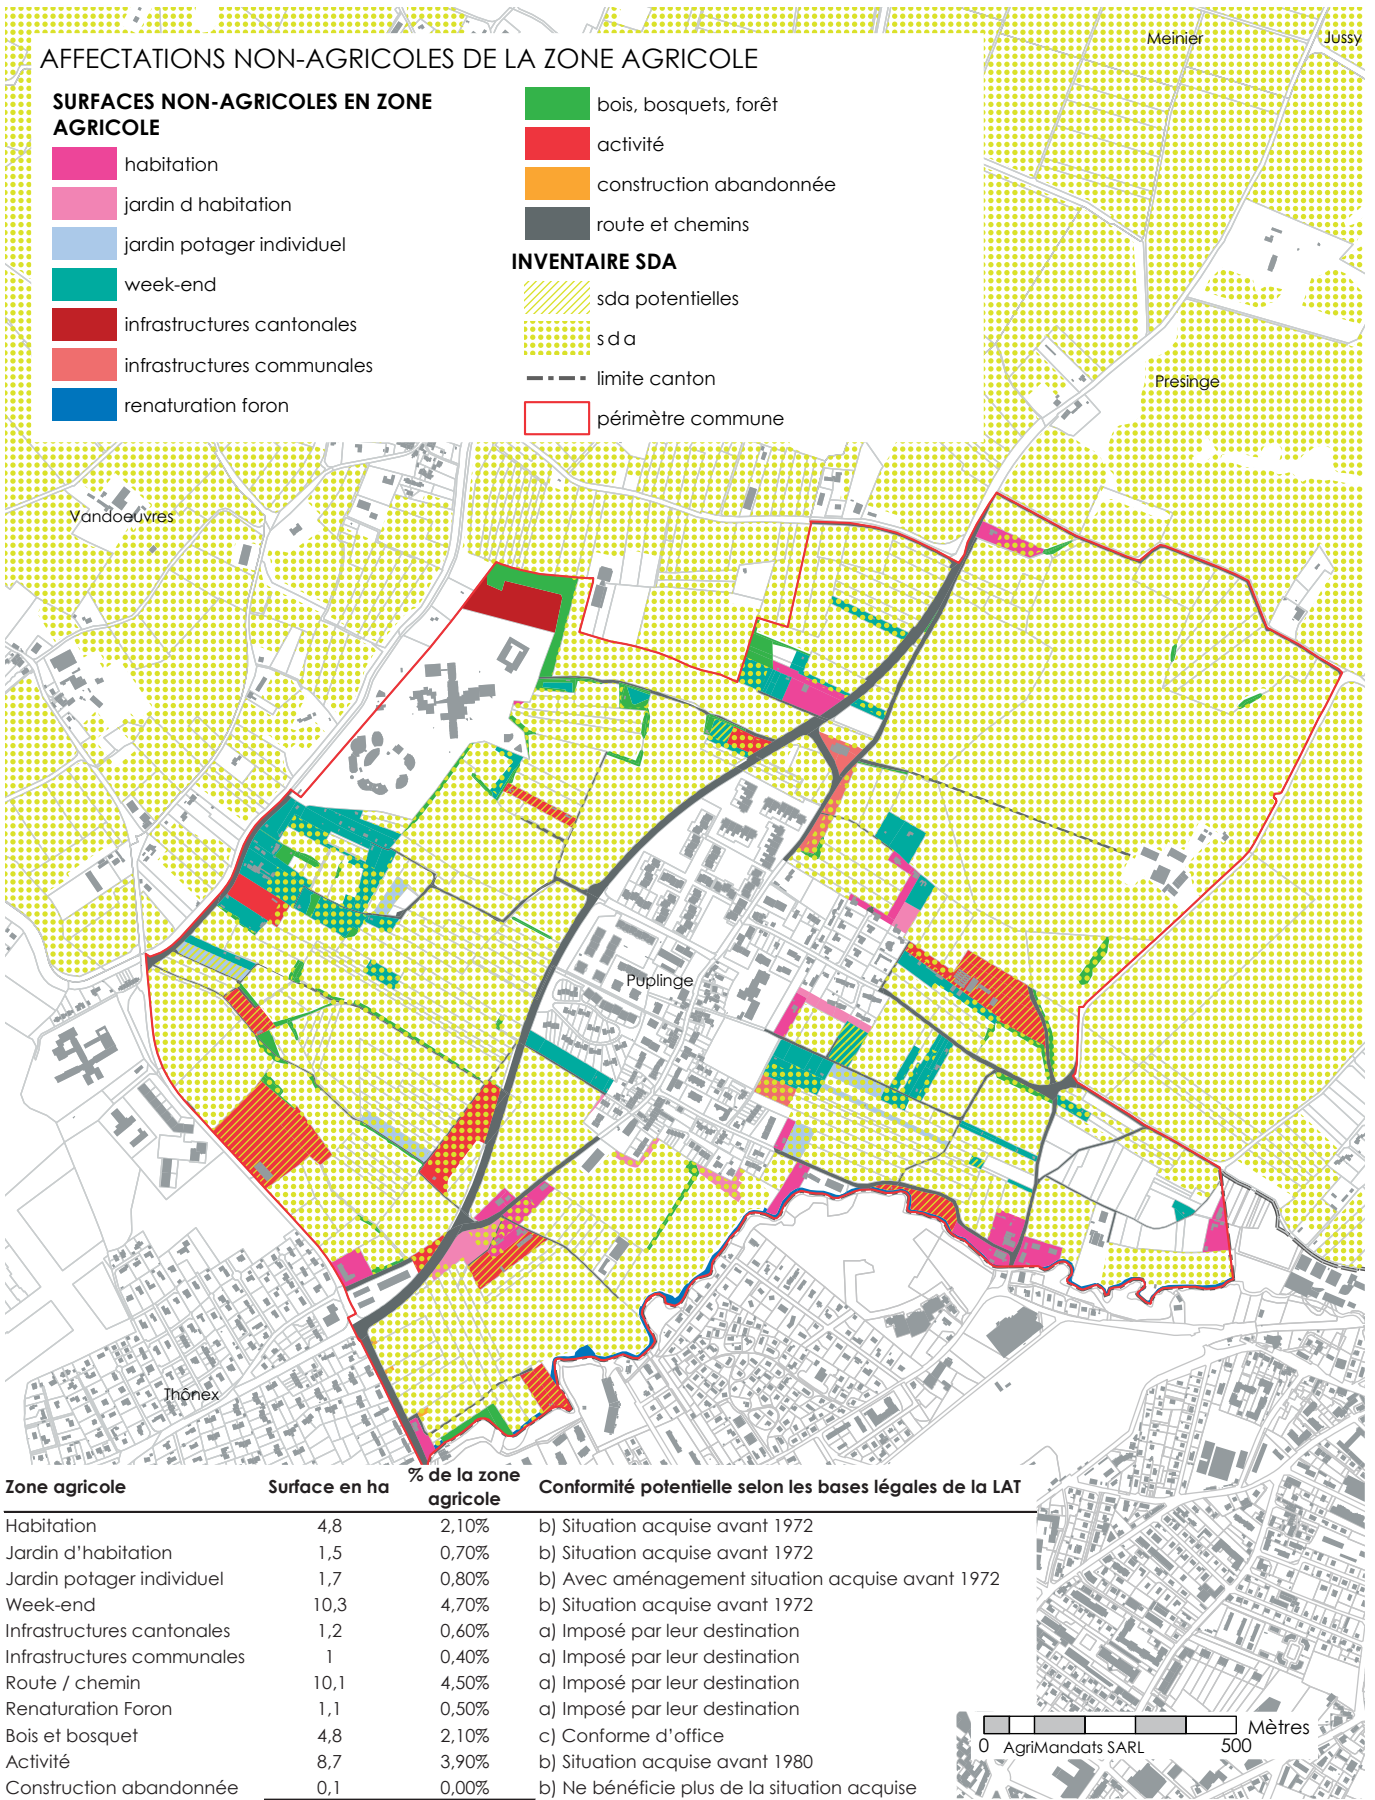 AFFECTATIONS NON-AGRICOLES DE LA ZONE AGRICOLE
SURFACES NON-AGRICOLES EN ZONE
AGRICOLE
habitation
jardin d habitation
jardin potager individuel
week-end
infrastructures cantonales
infrastructures communales
renaturation foron
bois, bosquets, forêt
activité
construction abandonnée
route et chemins
INVENTAIRE SDA
sda potentielles
s d a
limite canton
périmètre commune
Meinier
Jussy
Presinge
Vandoeuvres
Puplinge
Thônex
Zone agricole Surface en ha % de la zone agricole Conformité potentielle selon les bases légales de la LAT
Habitation 4,8 2,10% b) Situation acquise avant 1972
Jardin d'habitation 1,5 0,70% b) Situation acquise avant 1972
Jardin potager individuel 1,7 0,80% b) Avec aménagement situation acquise avant 1972
Week-end 10,3 4,70% b) Situation acquise avant 1972
Infrastructures cantonales 1,2 0,60% a) Imposé par leur destination
Infrastructures communales 1 0,40% a) Imposé par leur destination
Route / chemin 10,1 4,50% a) Imposé par leur destination
Renaturation Foron 1,1 0,50% a) Imposé par leur destination
Bois et bosquet 4,8 2,10% c) Conforme d'office
Activité 8,7 3,90% b) Situation acquise avant 1980
Construction abandonnée 0,1 0,00% b) Ne bénéficie plus de la situation acquise
Mètres
0 AgriMandats SARL 500